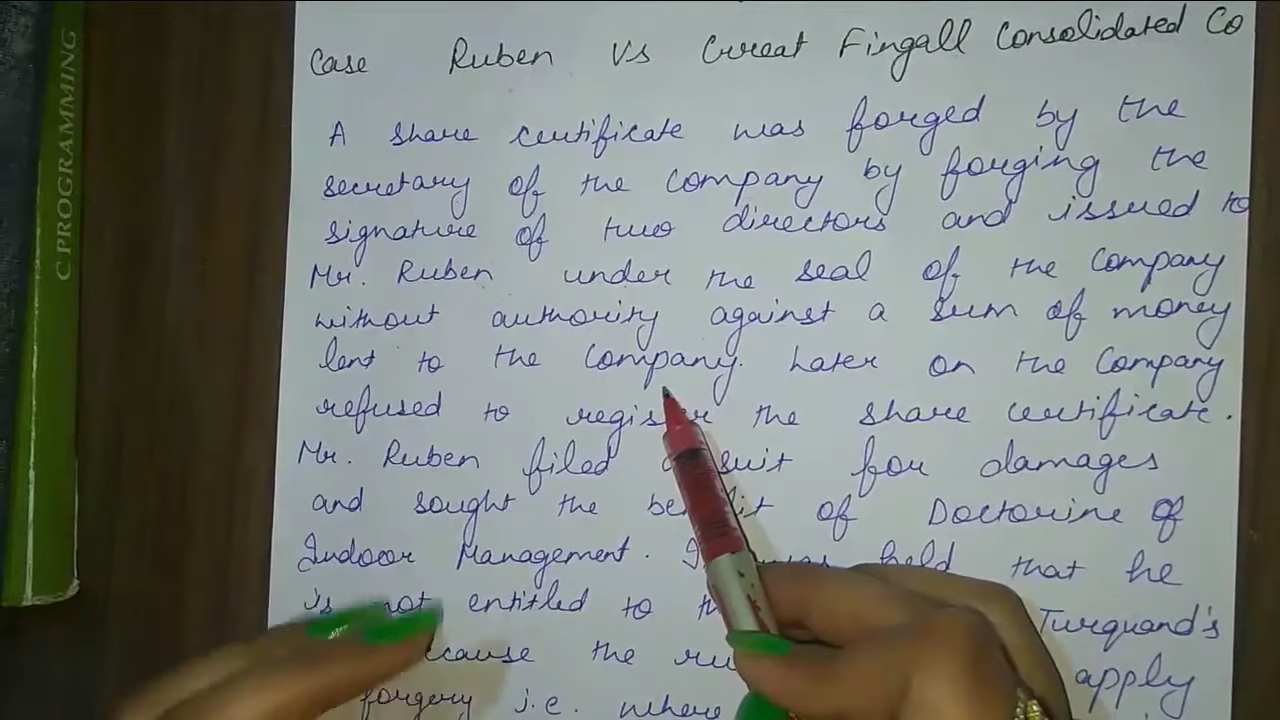 C PROGRAMMING
Case Ruben Vs Great Fingall Consolidated Co
A share certificate was forged by the
secretary of the company by forging the
signature of two directors and issued to
Mr. Ruben under the seal of the Company
without authority against a sum of money
lent to the Company. Later on the Company
refused to register the share certificate.
Mr. Ruben filed suit for damages
and sought the of Doctorine of
Indoor Management. held that he
is not entitled to Turquand's
the apply
forgery i.e. where